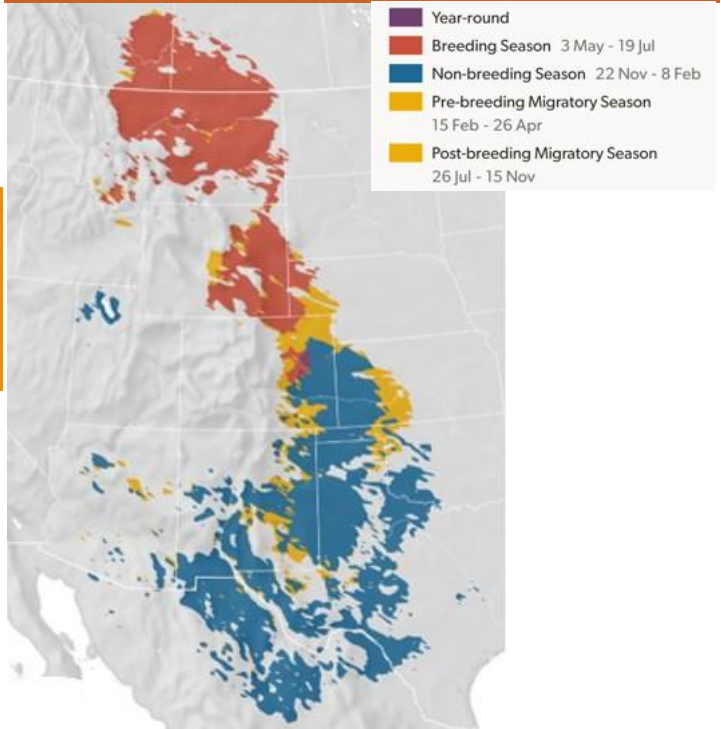 Year-round
Breeding Season 3 May - 19 Jul
Non-breeding Season 22 Nov - 8 Feb
Pre-breeding Migratory Season
15 Feb - 26 Apr
Post-breeding Migratory Season
26 Jul - 15 Nov